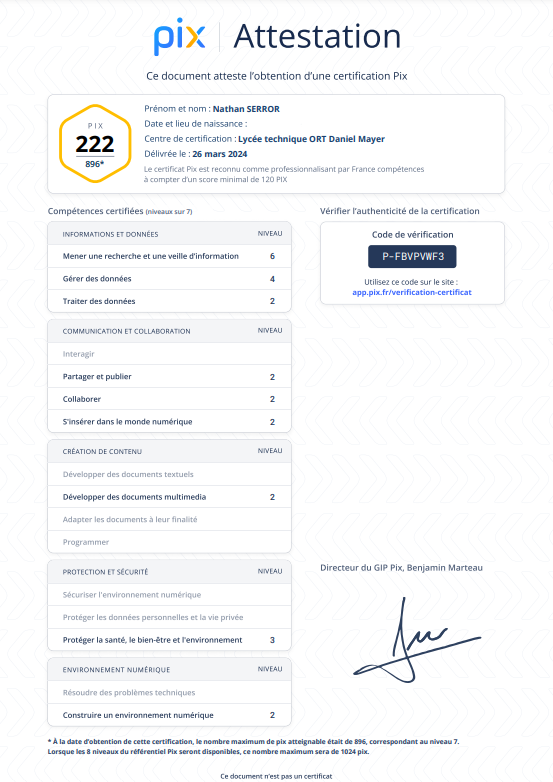 pix Attestation
Ce document atteste l'obtention d'une certification Pix
PIX
222
896*
Prénom et nom : Nathan SERROR
Date et lieu de naissance :
Centre de certification : Lycée technique ORT Daniel Mayer
Délivrée le : 26 mars 2024
Le certificat Pix est reconnu comme professionnalisant par France compétences
à compter d'un score minimal de 120 PIX
Compétences certifiées (niveaux sur 7)
INFORMATIONS ET DONNÉES NIVEAU
Mener une recherche et une veille d'information 6
Gérer des données 4
Traiter des données 2
COMMUNICATION ET COLLABORATION NIVEAU
Interagir
Partager et publier 2
Collaborer 2
S'insérer dans le monde numérique 2
CRÉATION DE CONTENU NIVEAU
Développer des documents textuels
Développer des documents multimedia 2
Adapter les documents à leur finalité
Programmer
PROTECTION ET SÉCURITÉ NIVEAU
Sécuriser l'environnement numérique
Protéger les données personnelles et la vie privée
Protéger la santé, le bien-être et l'environnement 3
ENVIRONNEMENT NUMÉRIQUE NIVEAU
Résoudre des problèmes techniques
Construire un environnement numérique 2
Vérifier l'authenticité de la certification
Code de vérification
P-FBVPVWF3
Utilisez ce code sur le site :
app.pix.fr/verification-certificat
Directeur du GIP Pix, Benjamin Marteau
* À la date d'obtention de cette certification, le nombre maximum de pix atteignable était de 896, correspondant au niveau 7.
Lorsque les 8 niveaux du référentiel Pix seront disponibles, ce nombre maximum sera de 1024 pix.
Ce document n'est pas un certificat